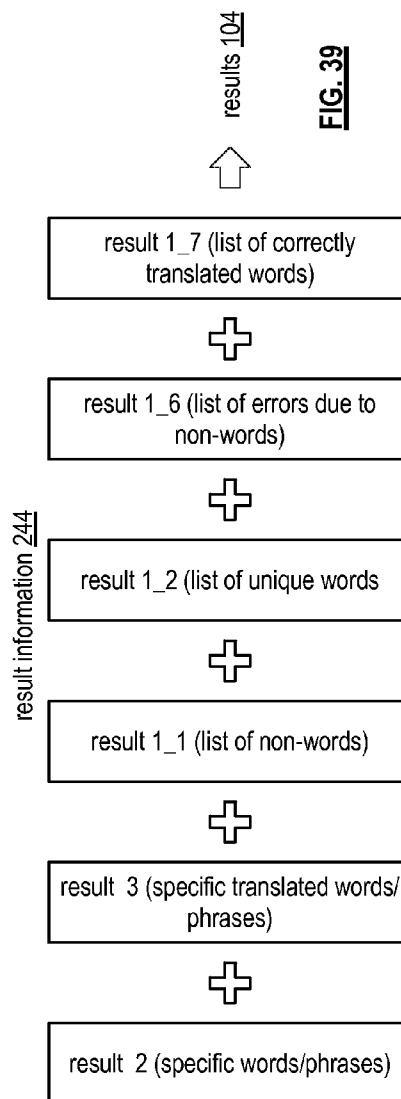 results 104
FIG. 39
result 1_7 (list of correctly
translated words)
result 1_6 (list of errors due to
non-words)
result information 244
result 1_2 (list of unique words
result 1_1 (list of non-words)
result 3 (specific translated words/
phrases)
result 2 (specific words/phrases)